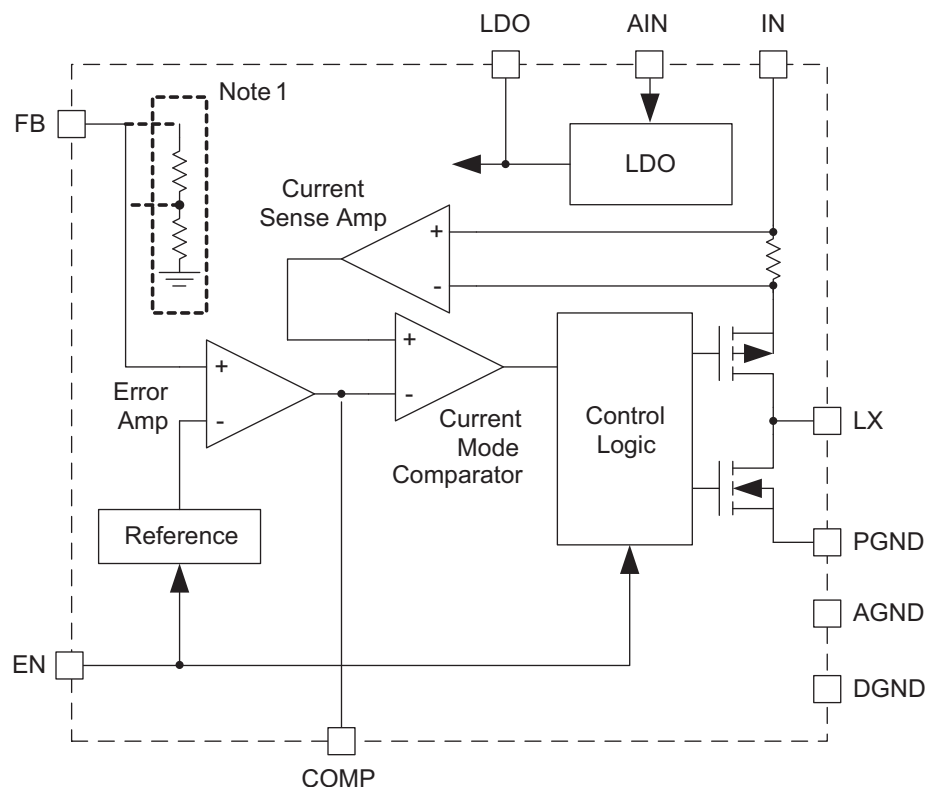 LDO
AIN
IN
Note 1
FB
LDO
Current
Sense Amp
+
-
+
-
+
-
Error
Amp
Current
Mode
Comparator
Control
Logic
LX
Reference
PGND
AGND
EN
DGND
COMP